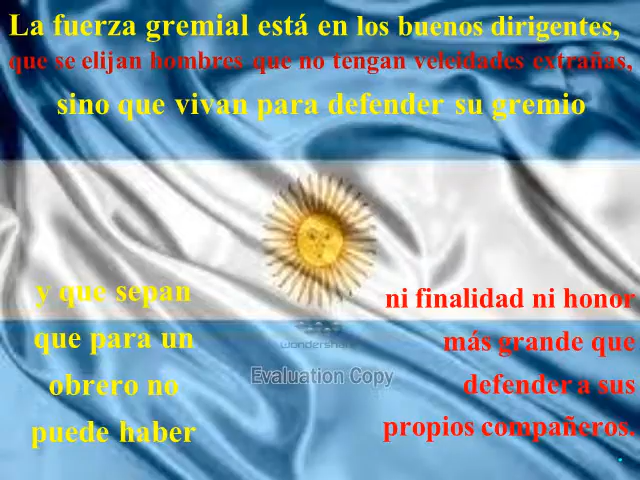 La fuerza gremial está en los buenos dirigentes,
que se elijan hombres que no tengan veleidades extrañas,
sino que vivan para defender su gremio
y que sepan
que para un
obrero no
puede haber
ni finalidad ni honor
más grande que
defender a sus
propios compañeros.
.
wondershare
Evaluation Copy